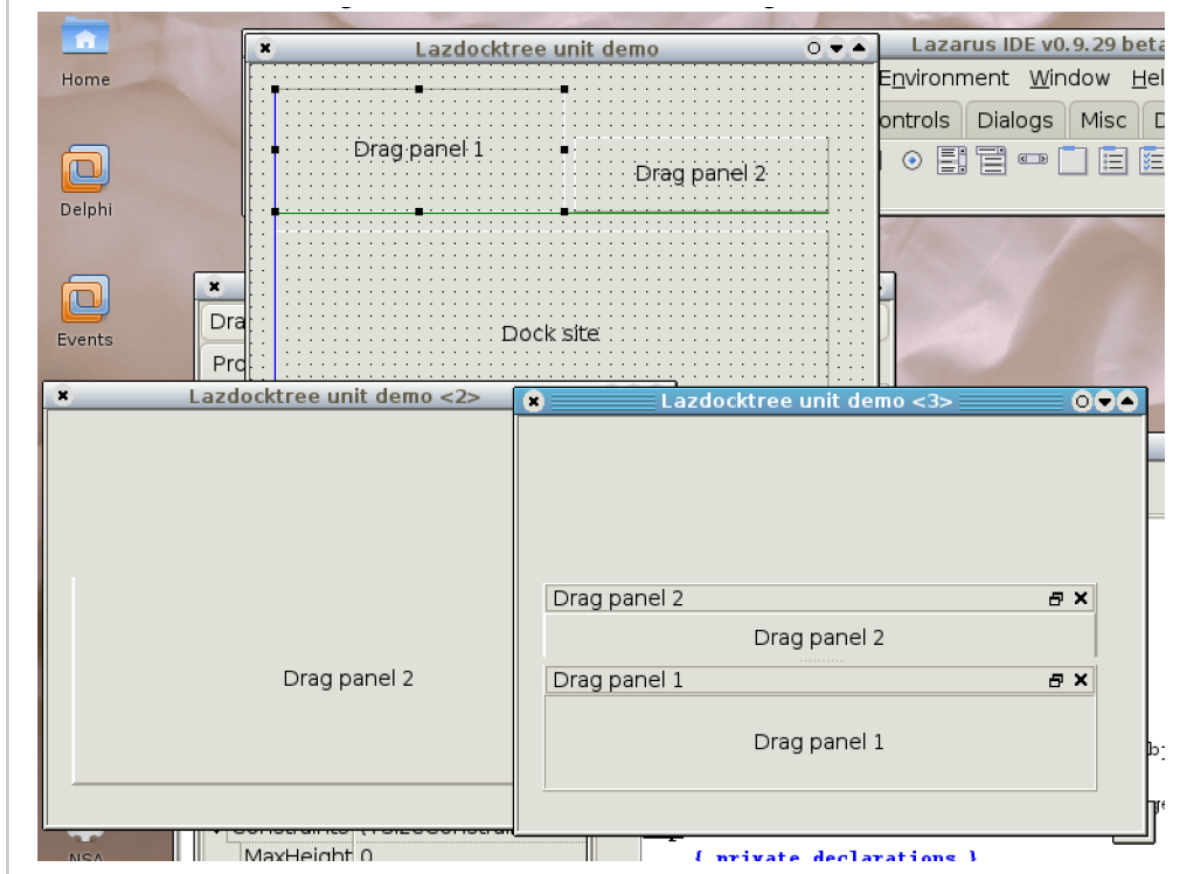 Lazdocktree unit demo
Lazarus IDE v0.9.29 beta
Home
Environment Window Hel
ontrols Dialogs Misc
Drag panel 1
Drag panel 2
Delphi
Dock site
Events
Dra
Pro
Lazdocktree unit demo <2>
Lazdocktree unit demo <3>
Drag panel 2
Drag panel 2
Drag panel 2
Drag panel 1
Drag panel 1
NSA
MaxHeight 0
{ private declarations }